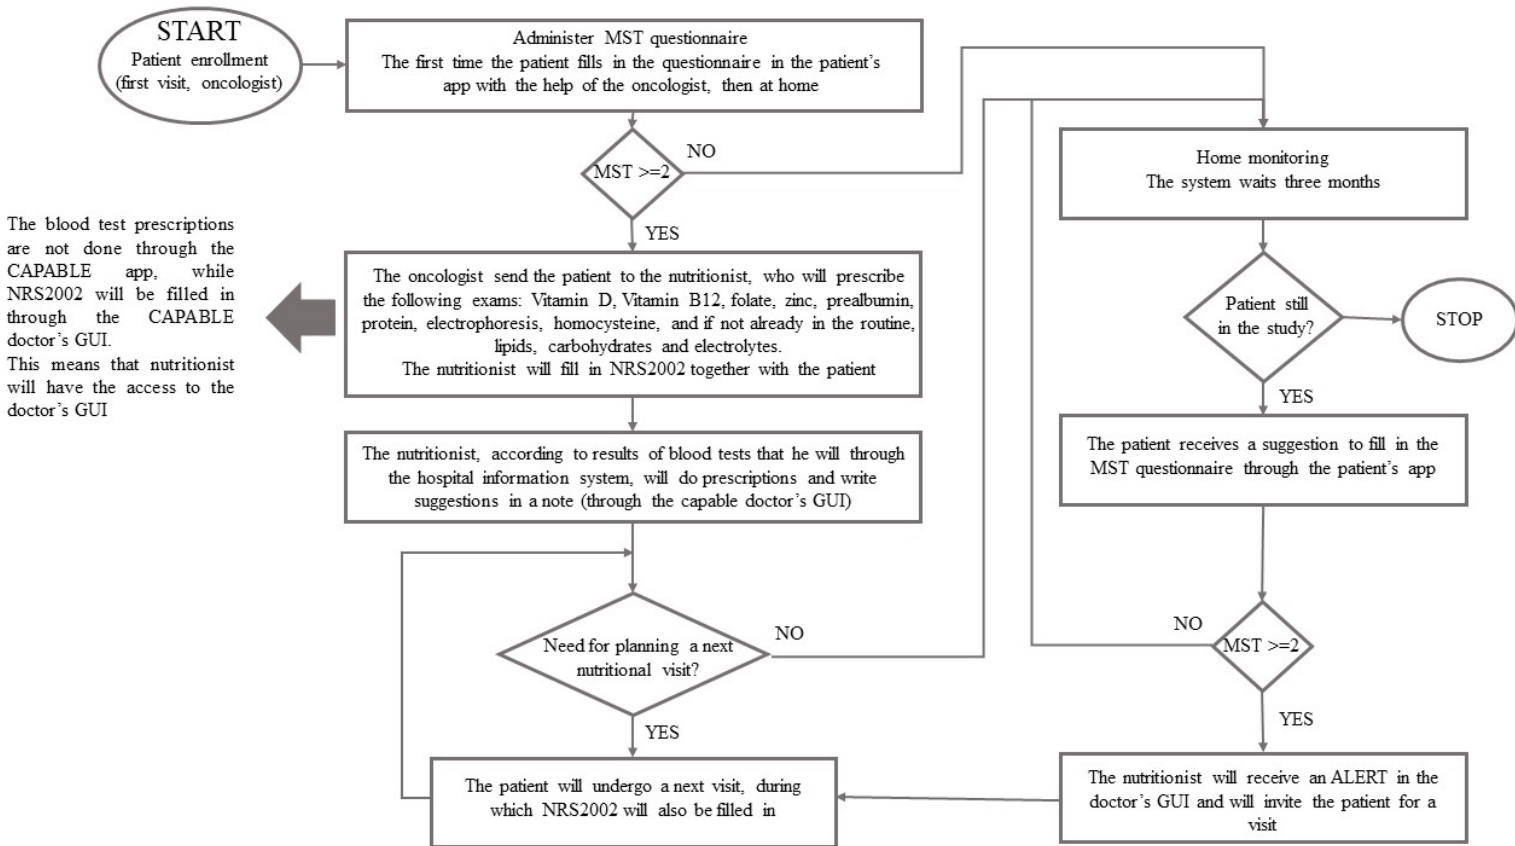 START
Patient enrollment
(first visit, oncologist)
Administer MST questionnaire
The first time the patient fills in the questionnaire in the patient's
app with the help of the oncologist, then at home
MST >=2
NO
YES
The blood test prescriptions
are not done through the
CAPABLE app, while
NRS2002 will be filled in
through the CAPABLE
doctor's GUI.
This means that nutritionist
will have the access to the
doctor's GUI
The oncologist send the patient to the nutritionist, who will prescribe
the following exams: Vitamin D, Vitamin B12, folate, zinc, prealbumin,
protein, electrophoresis, homocysteine, and if not already in the routine,
lipids, carbohydrates and electrolytes.
The nutritionist will fill in NRS2002 together with the patient
The nutritionist, according to results of blood tests that he will through
the hospital information system, will do prescriptions and write
suggestions in a note (through the capable doctor's GUI)
Need for planning a next
nutritional visit?
NO
YES
The patient will undergo a next visit, during
which NRS2002 will also be filled in
Home monitoring
The system waits three months
Patient still
in the study?
STOP
YES
The patient receives a suggestion to fill in the
MST questionnaire through the patient's app
NO
MST >=2
YES
The nutritionist will receive an ALERT in the
doctor's GUI and will invite the patient for a
visit